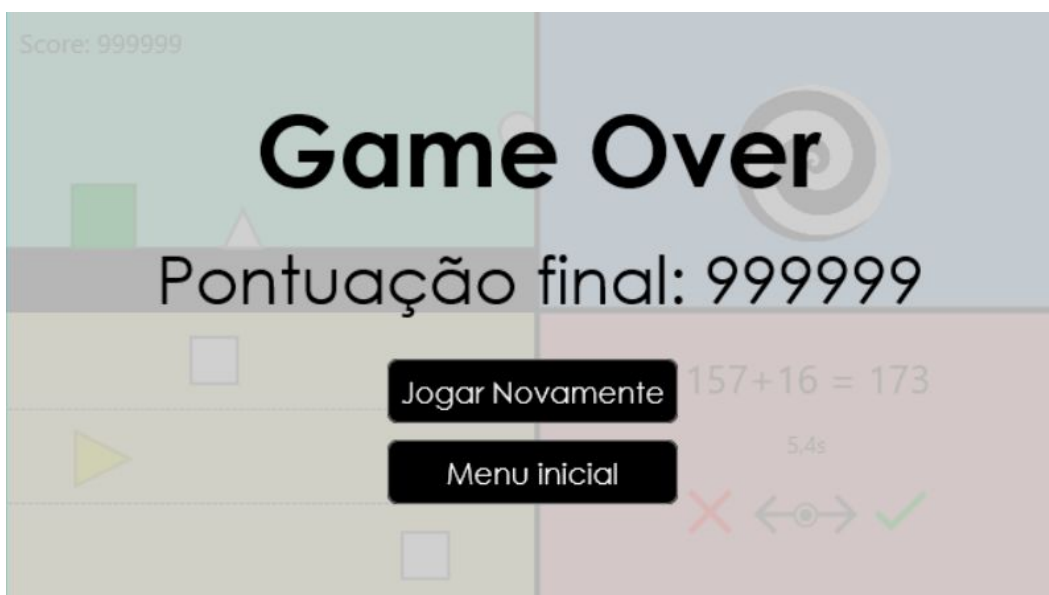 Score: 999999
Game Over
Pontuação final: 999999
Jogar Novamente
157+16 = 173
5,4s
Menu inicial